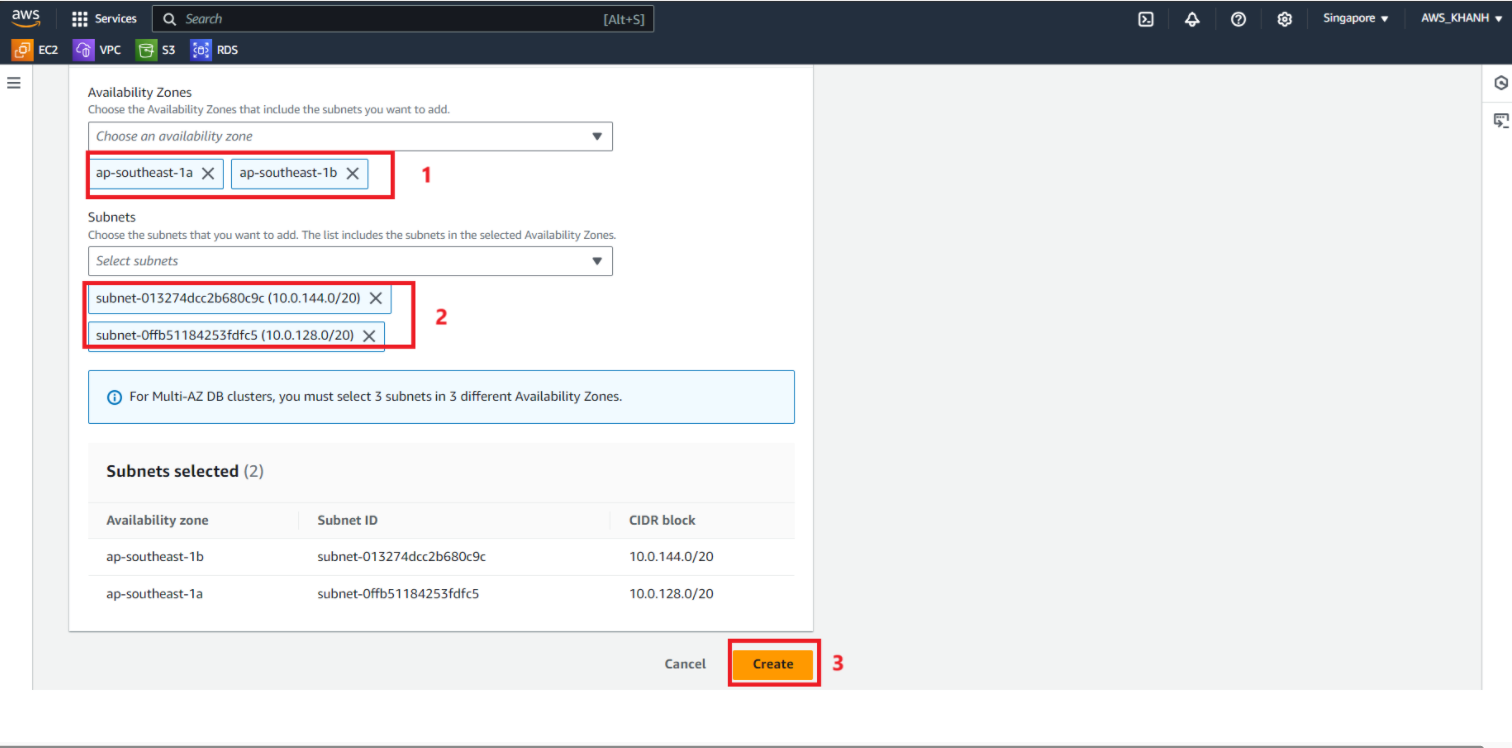 aws Services Search [Alt+S] Singapore ▼ AWS_KHANH ▼
EC2 VPC S3 RDS
Availability Zones
Choose the Availability Zones that include the subnets you want to add.
Choose an availability zone
ap-southeast-1a ap-southeast-1b 1
Subnets
Choose the subnets that you want to add. The list includes the subnets in the selected Availability Zones.
Select subnets
subnet-013274dcc2b680c9c (10.0.144.0/20)
2
subnet-0ffb51184253fdfc5 (10.0.128.0/20)
For Multi-AZ DB clusters, you must select 3 subnets in 3 different Availability Zones.
Subnets selected (2)
Availability zone Subnet ID CIDR block
ap-southeast-1b subnet-013274dcc2b680c9c 10.0.144.0/20
ap-southeast-1a subnet-0ffb51184253fdfc5 10.0.128.0/20
Cancel Create 3